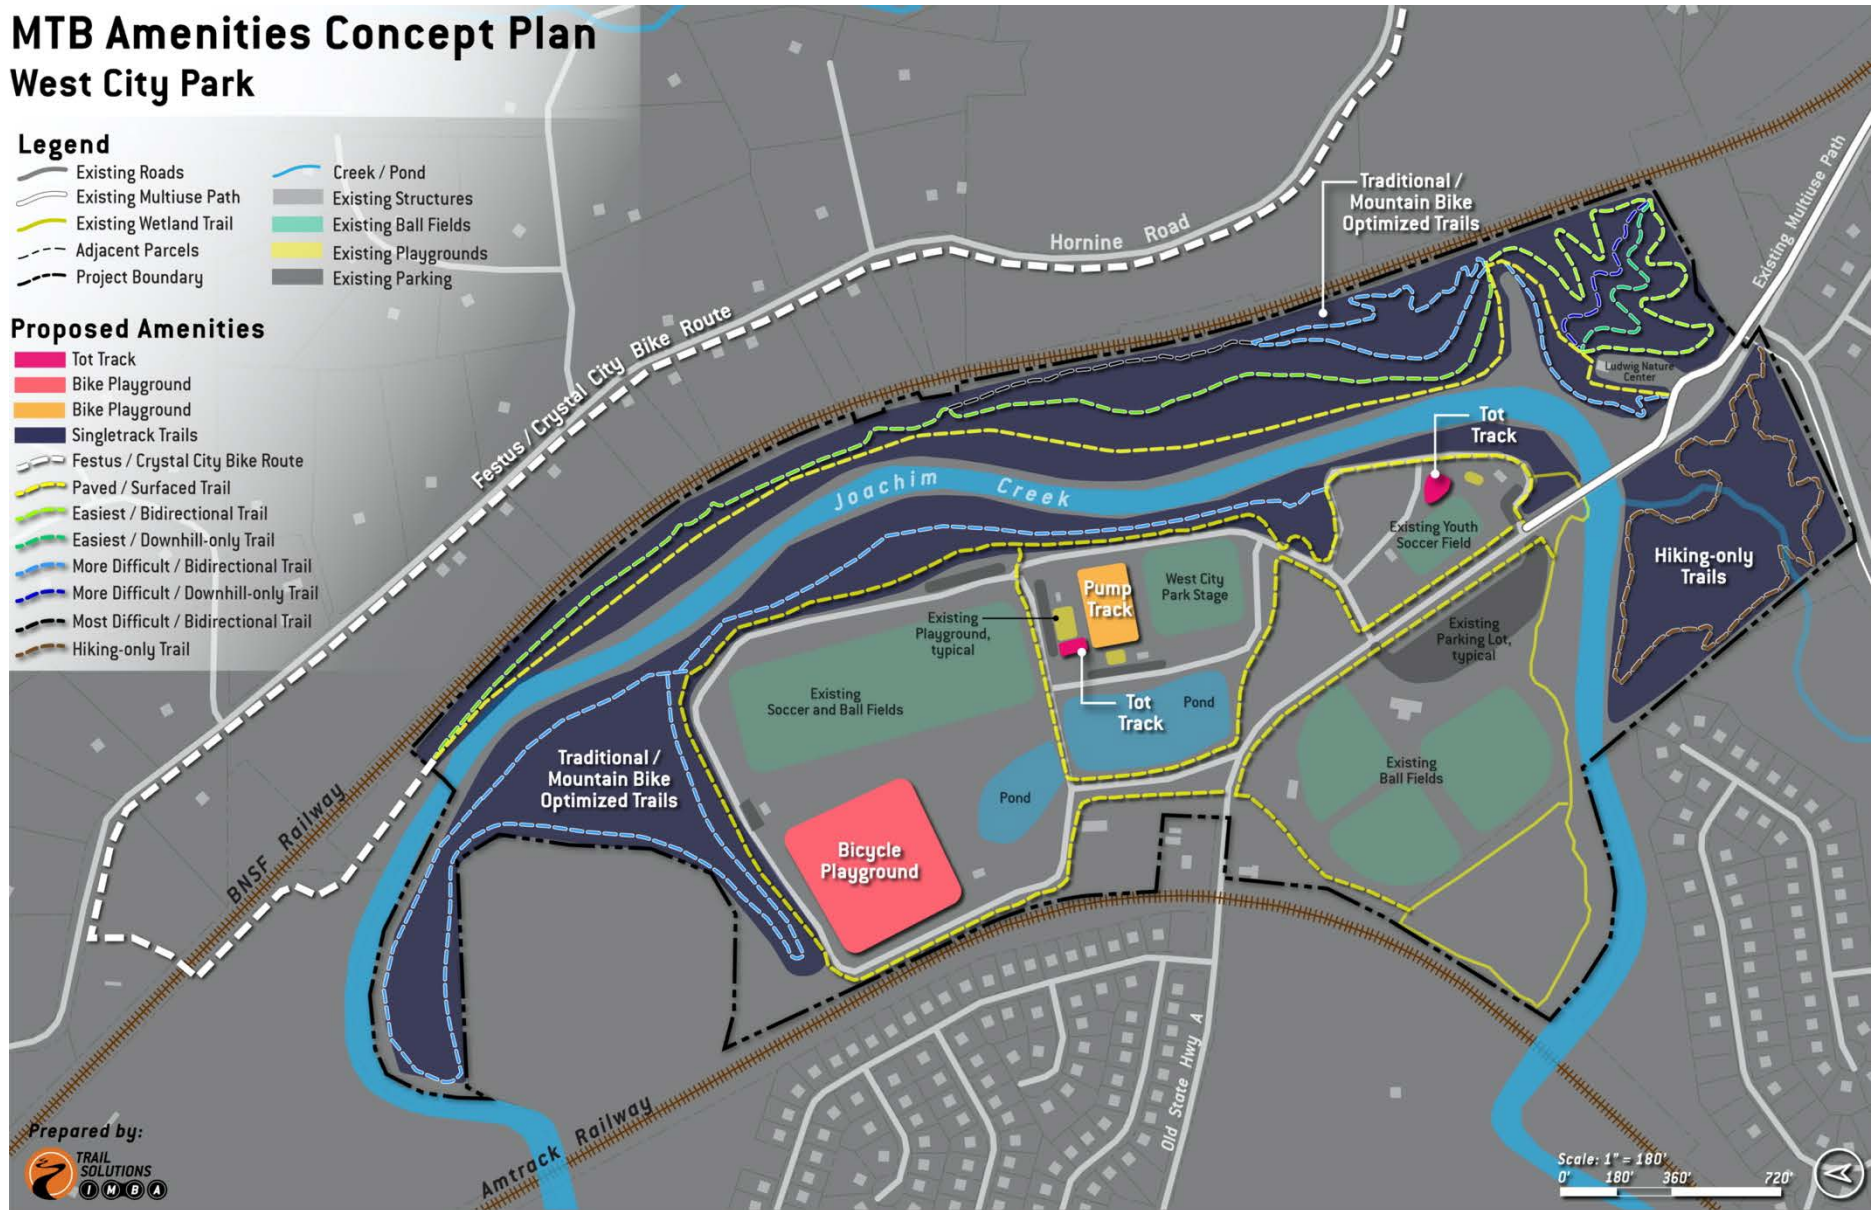 MTB Amenities Concept Plan
West City Park
Legend
Existing Roads
Existing Multiuse Path
Existing Wetland Trail
Adjacent Parcels
Project Boundary
Creek / Pond
Existing Structures
Existing Ball Fields
Existing Playgrounds
Existing Parking
Proposed Amenities
Tot Track
Bike Playground
Bike Playground
Singletrack Trails
Festus / Crystal City Bike Route
Paved / Surfaced Trail
Easiest / Bidirectional Trail
Easiest / Downhill-only Trail
More Difficult / Bidirectional Trail
More Difficult / Downhill-only Trail
Most Difficult / Bidirectional Trail
Hiking-only Trail
Hornine Road
Festus / Crystal City Bike Route
Traditional /
Mountain Bike
Optimized Trails
Existing Multiuse Path
Ludwig Nature
Center
Tot
Track
Joachim Creek
Existing Youth
Soccer Field
Hiking-only
Trails
Pump
Track
West City
Park Stage
Existing
Playground,
typical
Existing
Parking Lot,
typical
Existing
Soccer and Ball Fields
Tot
Track
Pond
Traditional /
Mountain Bike
Optimized Trails
Existing
Ball Fields
Pond
Bicycle
Playground
BNSF Railway
Amtrack Railway
Old State Hwy A
Prepared by:
TRAIL
SOLUTIONS
IMBA
Scale: 1" = 180'
0' 180' 360' 720'